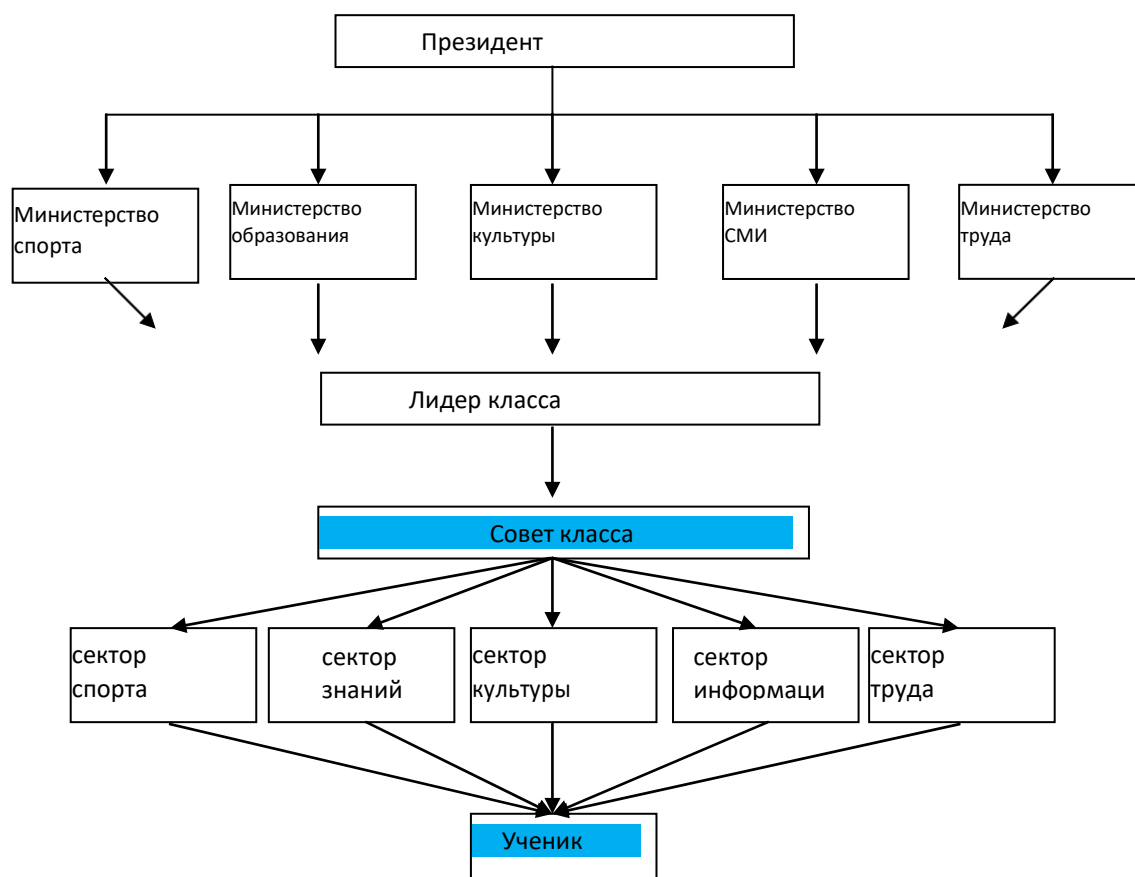 Президент
Министерство
спорта
Министерство
образования
Министерство
культуры
Министерство
СМИ
Министерство
труда
Лидер класса
Совет класса
сектор
спорта
сектор
знаний
сектор
культуры
сектор
информаци
сектор
труда
Ученик